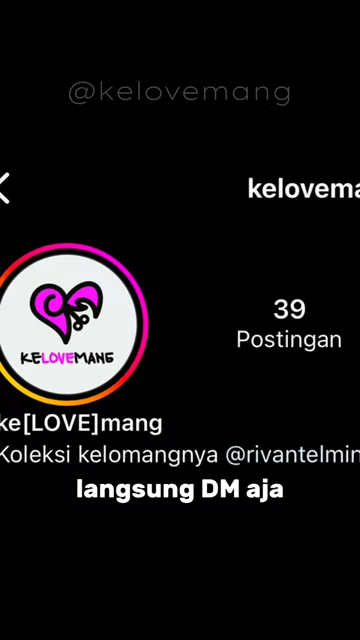 @kelovemang
kelovema
39
Postingan
KELOVEMANG
ke[LOVE]mang
Koleksi kelomangnya @rivantelmin
langsung DM aja